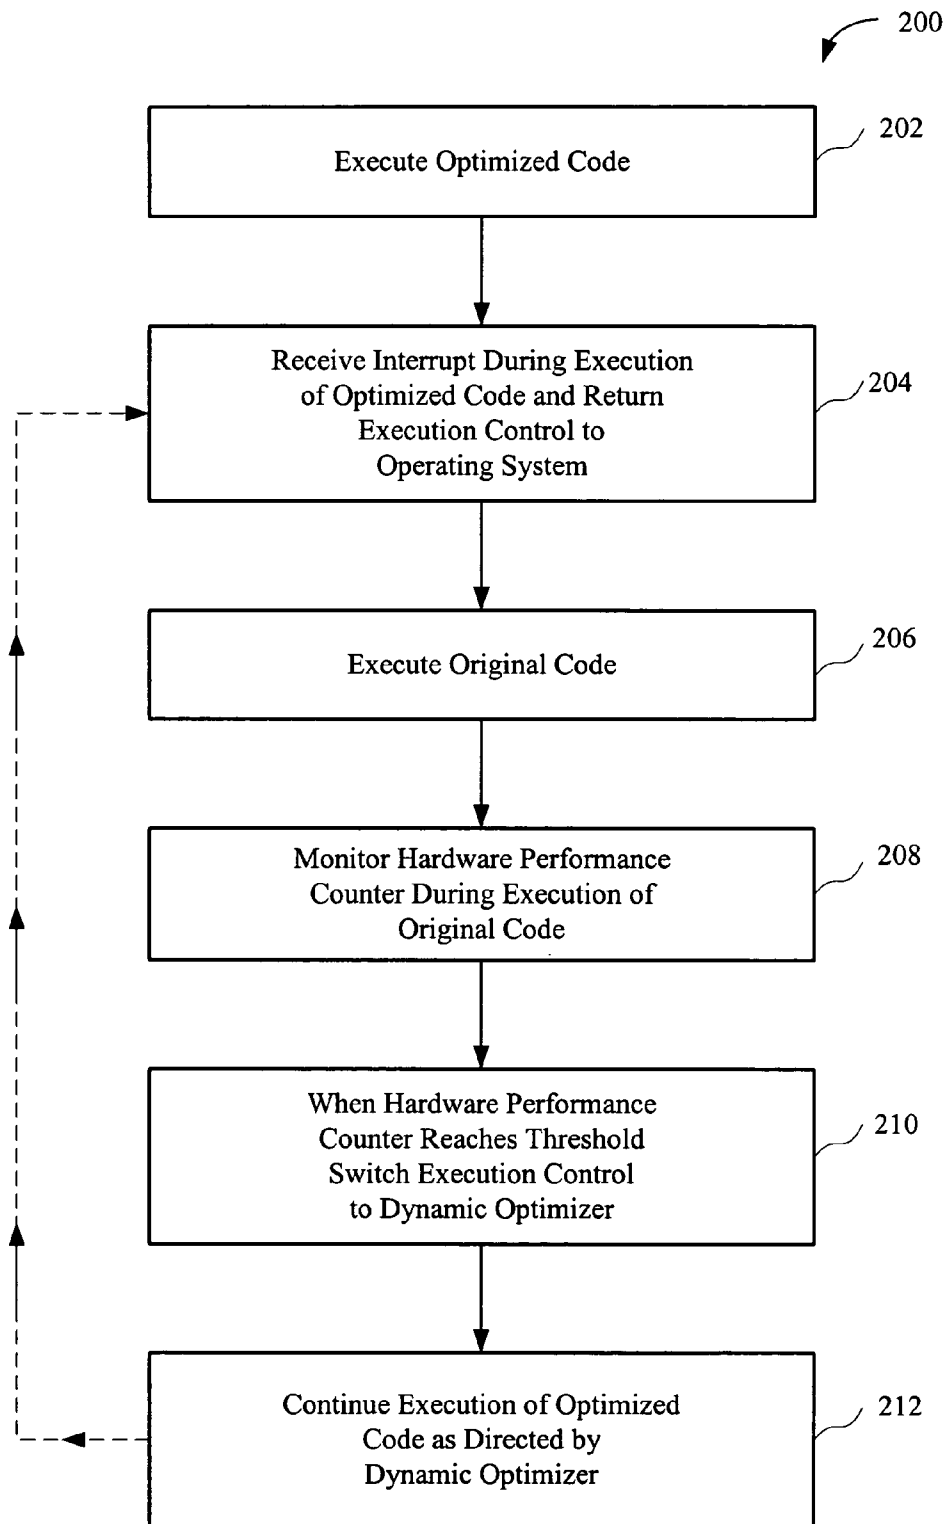 200
Execute Optimized Code
202
Receive Interrupt During Execution
of Optimized Code and Return
Execution Control to
Operating System
204
Execute Original Code
206
Monitor Hardware Performance
Counter During Execution of
Original Code
208
When Hardware Performance
Counter Reaches Threshold
Switch Execution Control
to Dynamic Optimizer
210
Continue Execution of Optimized
Code as Directed by
Dynamic Optimizer
212